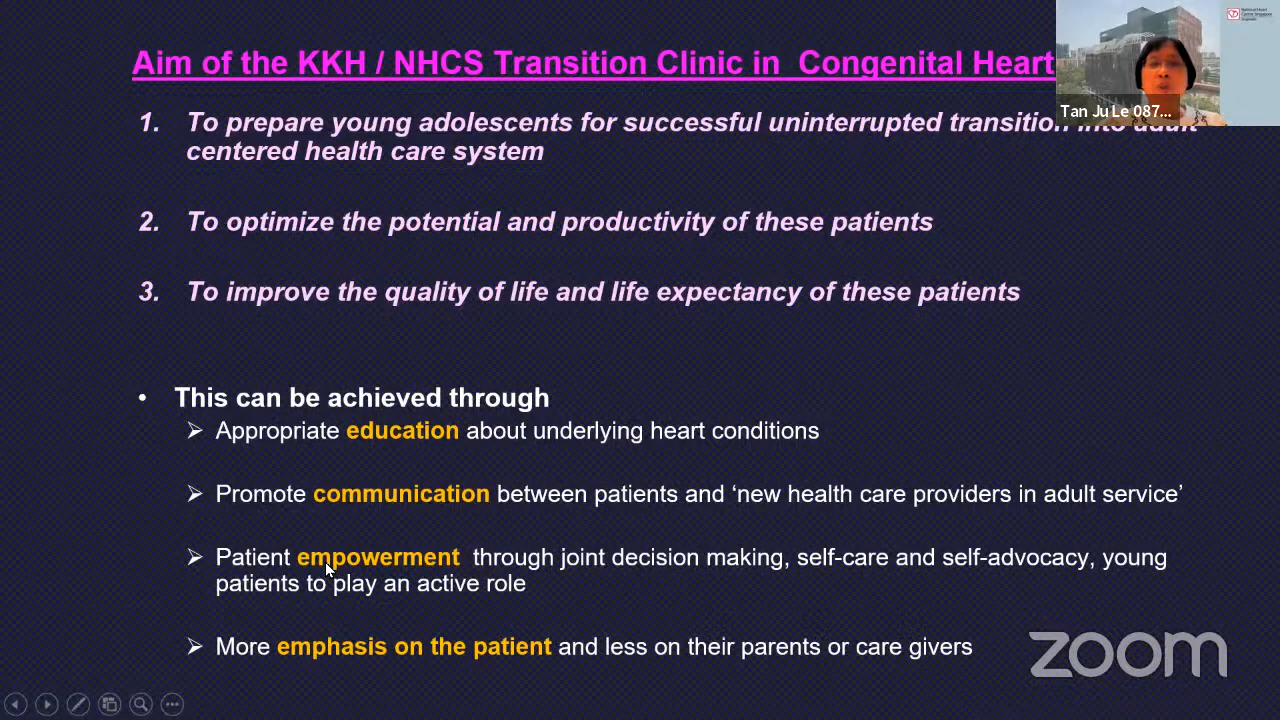 Aim of the KKH / NHCS Transition Clinic in Congenital Heart
1. To prepare young adolescents for successful uninterrupted transition into adult
centered health care system
2. To optimize the potential and productivity of these patients
3. To improve the quality of life and life expectancy of these patients
• This can be achieved through
➢ Appropriate education about underlying heart conditions
➢ Promote communication between patients and ‘new health care providers in adult service’
➢ Patient empowerment through joint decision making, self-care and self-advocacy, young
patients to play an active role
➢ More emphasis on the patient and less on their parents or care givers
Tan Ju Le 087...
National Heart
Centre Singapore
zoom